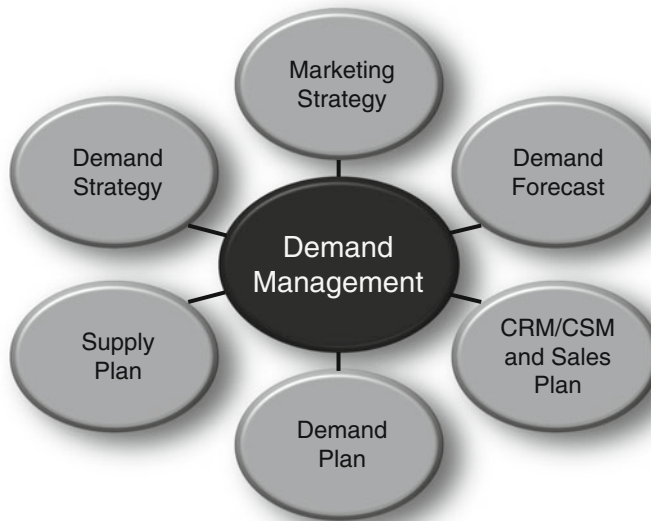 Marketing
Strategy
Demand
Strategy
Demand
Forecast
Demand
Management
Supply
Plan
CRM/CSM
and Sales
Plan
Demand
Plan